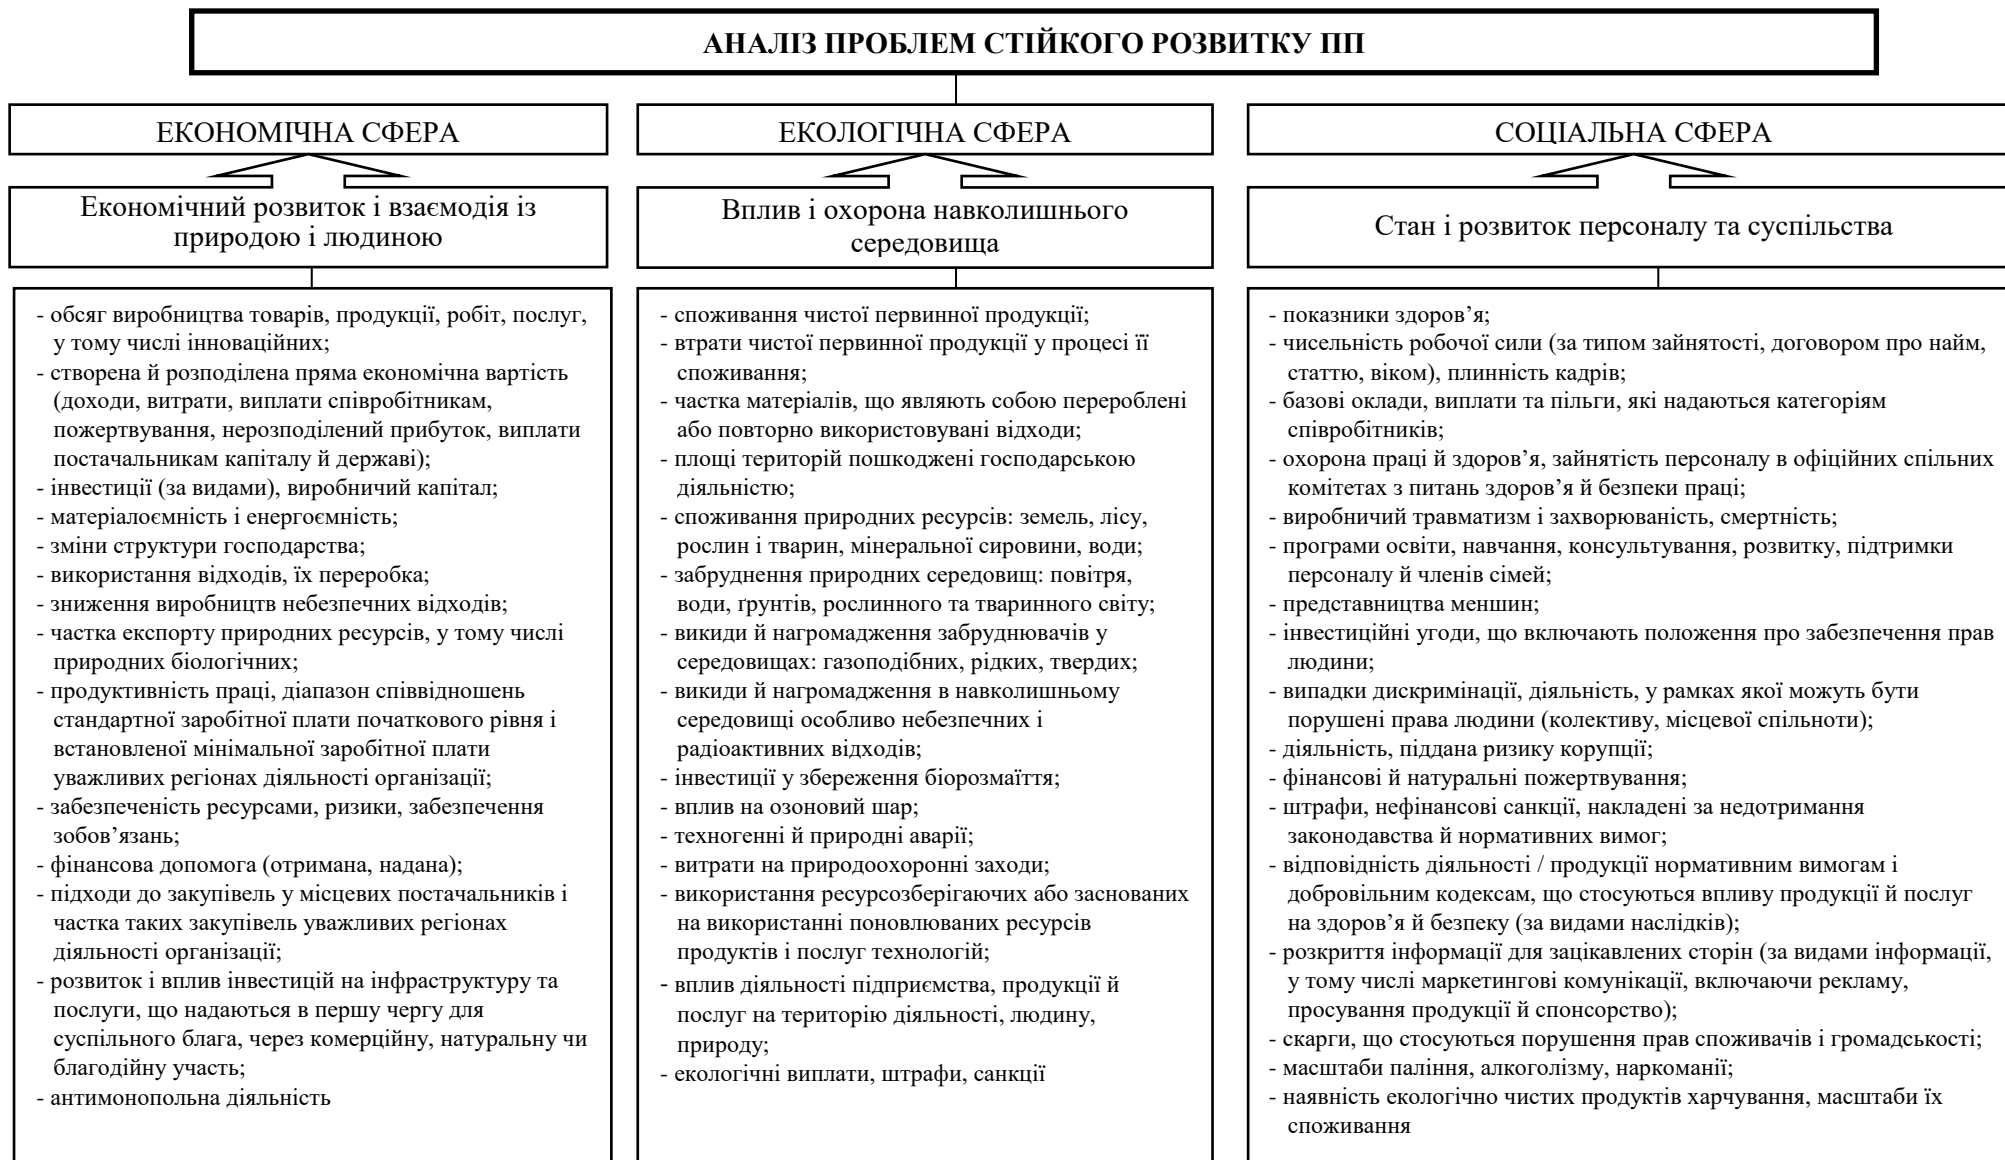 АНАЛІЗ ПРОБЛЕМ СТІЙКОГО РОЗВИТКУ ПП
ЕКОНОМІЧНА СФЕРА
Економічний розвиток і взаємодія із
природою і людиною
- обсяг виробництва товарів, продукції, робіт, послуг,
у тому числі інноваційних;
- створена й розподілена пряма економічна вартість
(доходи, витрати, виплати співробітникам,
пожертвування, нерозподілений прибуток, виплати
постачальникам капіталу й державі);
- інвестиції (за видами), виробничий капітал;
- матеріалоємність і енергоємність;
- зміни структури господарства;
- використання відходів, їх переробка;
- зниження виробництв небезпечних відходів;
- частка експорту природних ресурсів, у тому числі
природних біологічних;
- продуктивність праці, діапазон співвідношень
стандартної заробітної плати початкового рівня і
встановленої мінімальної заробітної плати
уважливих регіонах діяльності організації;
- забезпеченість ресурсами, ризики, забезпечення
зобов’язань;
- фінансова допомога (отримана, надана);
- підходи до закупівель у місцевих постачальників і
частка таких закупівель уважливих регіонах
діяльності організації;
- розвиток і вплив інвестицій на інфраструктуру та
послуги, що надаються в першу чергу для
суспільного блага, через комерційну, натуральну чи
благодійну участь;
- антимонопольна діяльність
ЕКОЛОГІЧНА СФЕРА
Вплив і охорона навколишнього
середовища
- споживання чистої первинної продукції;
- втрати чистої первинної продукції у процесі її
споживання;
- частка матеріалів, що являють собою перероблені
або повторно використовувані відходи;
- площі територій пошкоджені господарською
діяльністю;
- споживання природних ресурсів: земель, лісу,
рослин і тварин, мінеральної сировини, води;
- забруднення природних середовищ: повітря,
води, ґрунтів, рослинного та тваринного світу;
- викиди й нагромадження забруднювачів у
середовищах: газоподібних, рідких, твердих;
- викиди й нагромадження в навколишньому
середовищі особливо небезпечних і
радіоактивних відходів;
- інвестиції у збереження біорозмаїття;
- вплив на озоновий шар;
- техногенні й природні аварії;
- витрати на природоохоронні заходи;
- використання ресурсозберігаючих або заснованих
на використанні поновлюваних ресурсів
продуктів і послуг технологій;
- вплив діяльності підприємства, продукції й
послуг на територію діяльності, людину,
природу;
- екологічні виплати, штрафи, санкції
СОЦІАЛЬНА СФЕРА
Стан і розвиток персоналу та суспільства
- показники здоров’я;
- чисельність робочої сили (за типом зайнятості, договором про найм,
статтю, віком), плинність кадрів;
- базові оклади, виплати та пільги, які надаються категоріям
співробітників;
- охорона праці й здоров’я, зайнятість персоналу в офіційних спільних
комітетах з питань здоров’я й безпеки праці;
- виробничий травматизм і захворюваність, смертність;
- програми освіти, навчання, консультування, розвитку, підтримки
персоналу й членів сімей;
- представництва меншин;
- інвестиційні угоди, що включають положення про забезпечення прав
людини;
- випадки дискримінації, діяльність, у рамках якої можуть бути
порушені права людини (колективу, місцевої спільноти);
- діяльність, піддана ризику корупції;
- фінансові й натуральні пожертвування;
- штрафи, нефінансові санкції, накладені за недотримання
законодавства й нормативних вимог;
- відповідність діяльності / продукції нормативним вимогам і
добровільним кодексам, що стосуються впливу продукції й послуг
на здоров’я й безпеку (за видами наслідків);
- розкриття інформації для зацікавлених сторін (за видами інформації,
у тому числі маркетингові комунікації, включаючи рекламу,
просування продукції й спонсорство);
- скарги, що стосуються порушення прав споживачів і громадськості;
- масштаби паління, алкоголізму, наркоманії;
- наявність екологічно чистих продуктів харчування, масштаби їх
споживання